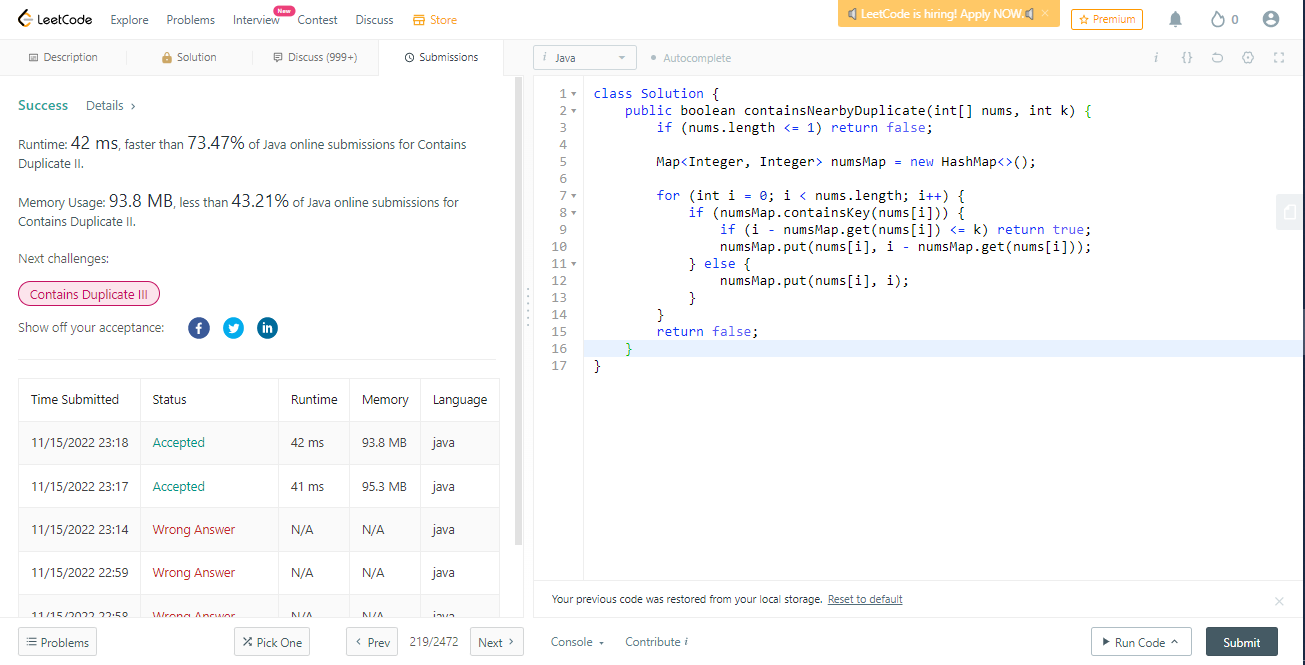 LeetCode Explore Problems Interview New Contest Discuss Store LeetCode is hiring! Apply NOW. × Premium 0
Description Solution Discuss (999+) Submissions
i Java Autocomplete i {}
Success Details >
Runtime: 42 ms, faster than 73.47% of Java online submissions for Contains
Duplicate II.
Memory Usage: 93.8 MB, less than 43.21% of Java online submissions for
Contains Duplicate II.
Next challenges:
Contains Duplicate III
Show off your acceptance:
Time Submitted Status Runtime Memory Language
11/15/2022 23:18 Accepted 42 ms 93.8 MB java
11/15/2022 23:17 Accepted 41 ms 95.3 MB java
11/15/2022 23:14 Wrong Answer N/A N/A java
11/15/2022 22:59 Wrong Answer N/A N/A java
11/15/2022 22:58 Wrong Answer N/A N/A java
1 class Solution {
2 public boolean containsNearbyDuplicate(int[] nums, int k) {
3 if (nums.length <= 1) return false;
4
5 Map<Integer, Integer> numsMap = new HashMap<>();
6
7 for (int i = 0; i < nums.length; i++) {
8 if (numsMap.containsKey(nums[i])) {
9 if (i - numsMap.get(nums[i]) <= k) return true;
10 numsMap.put(nums[i], i - numsMap.get(nums[i]));
11 } else {
12 numsMap.put(nums[i], i);
13 }
14 }
15 return false;
16 }
17 }
Your previous code was restored from your local storage. Reset to default
Problems Pick One < Prev 219/2472 Next > Console Contribute i Run Code Submit